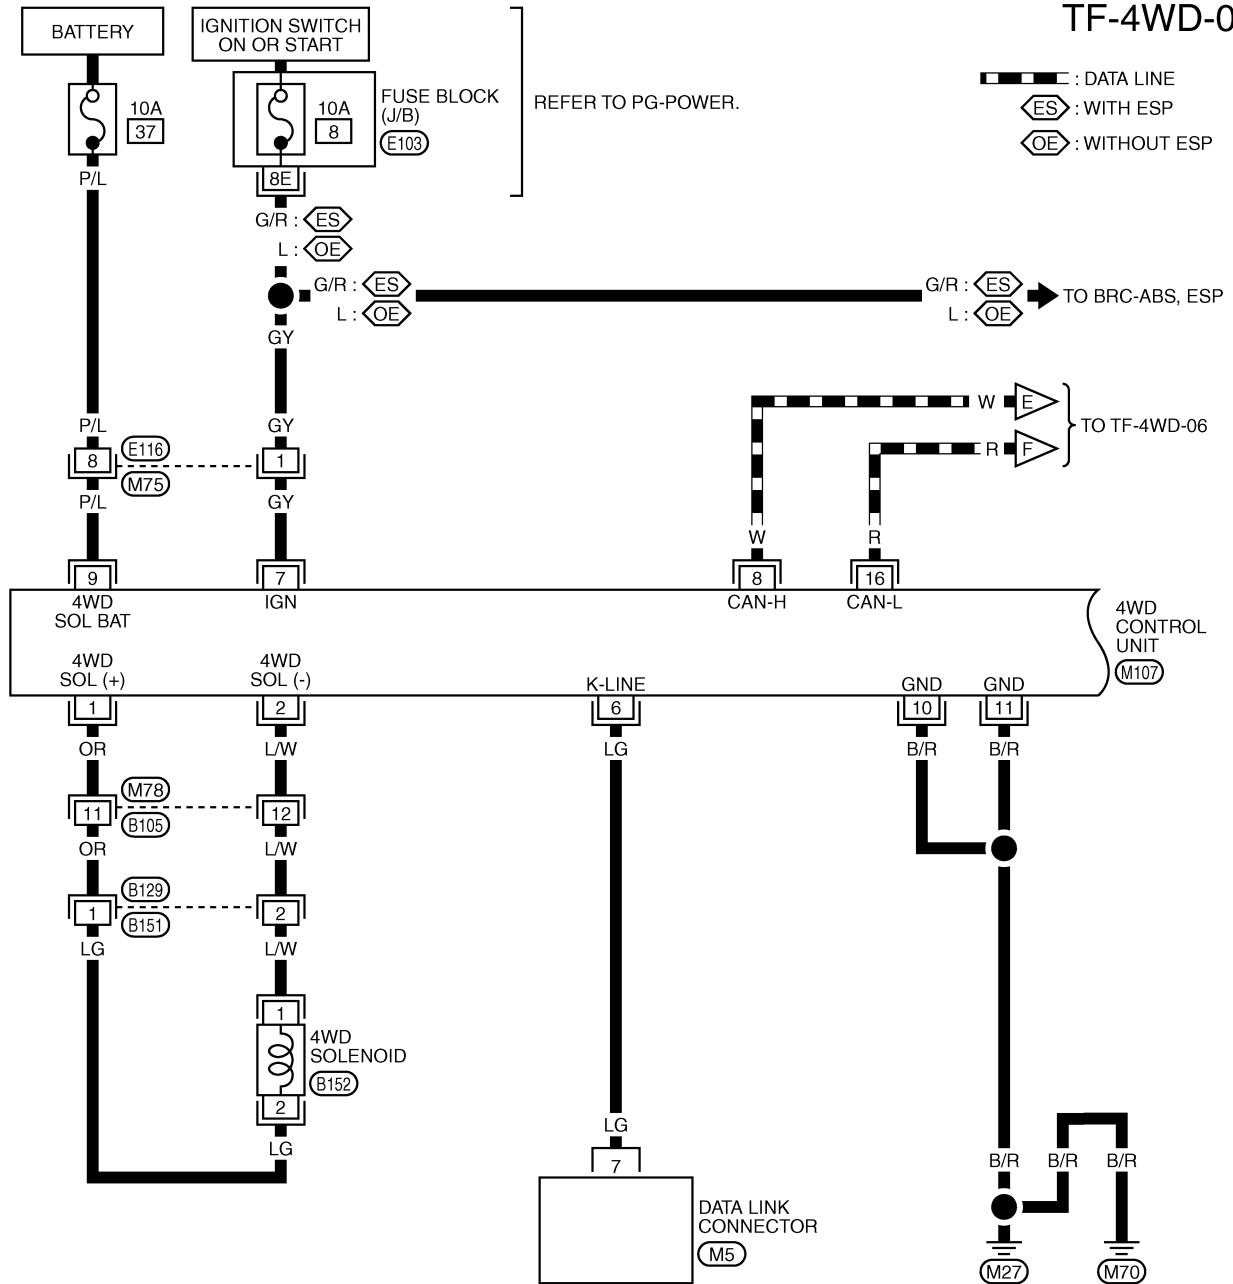 TF-4WD-0
BATTERY
IGNITION SWITCH
ON OR START
: DATA LINE
ES : WITH ESP
OE : WITHOUT ESP
10A
37
10A
8
FUSE BLOCK
(J/B)
E103
REFER TO PG-POWER.
P/L
8E
G/R : ES
L : OE
G/R : ES
L : OE
G/R : ES
L : OE
TO BRC-ABS, ESP
GY
W
E
R
F
TO TF-4WD-06
P/L
GY
8
E116
M75
1
P/L
GY
W
R
9
7
8
16
4WD
SOL BAT
IGN
CAN-H
CAN-L
4WD
CONTROL
UNIT
M107
4WD
SOL (+)
4WD
SOL (-)
K-LINE
GND
GND
1
2
6
10
11
OR
L/W
LG
B/R
B/R
11
M78
B105
12
OR
L/W
1
B129
B151
2
LG
L/W
1
4WD
SOLENOID
B152
2
LG
LG
7
DATA LINK
CONNECTOR
M5
B/R
B/R
B/R
M27
M70